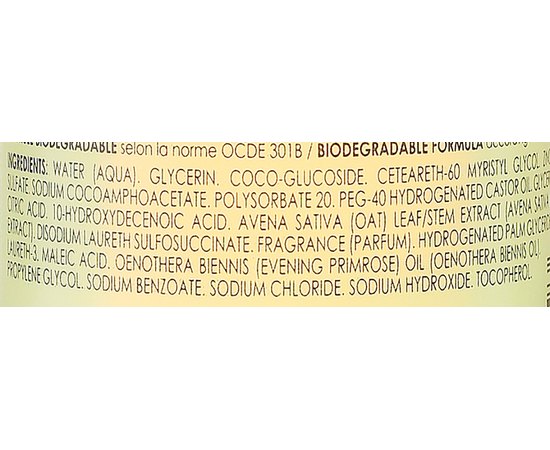 BIODEGRADABLE selon la norme OCDE 301B / BIODEGRADABLE FORMULA
INGREDIENTS: WATER (AQUA). GLYCERIN. COCO-GLUCOSIDE. CETEARETH-60 MYRISTYL GLYCOL.
SULFATE. SODIUM COCOAMPHOACETATE. POLYSORBATE 20. PEG-40 HYDROGENATED CASTOR OIL.
CITRIC ACID. 10-HYDROXYDECENOIC ACID. AVENA SATIVA (OAT) LEAF/STEM EXTRACT (AVENA SATIVA
EXTRACT). DISODIUM LAURETH SULFOSUCCINATE. FRAGRANCE (PARFUM). HYDROGENATED PALM
LAURETH-3. MALEIC ACID. OENOTHERA BIENNIS (EVENING PRIMROSE) OIL (OENOTHERA BIENNIS OIL)
PROPYLENE GLYCOL. SODIUM BENZOATE. SODIUM CHLORIDE. SODIUM HYDROXIDE. TOCOPHEROL.